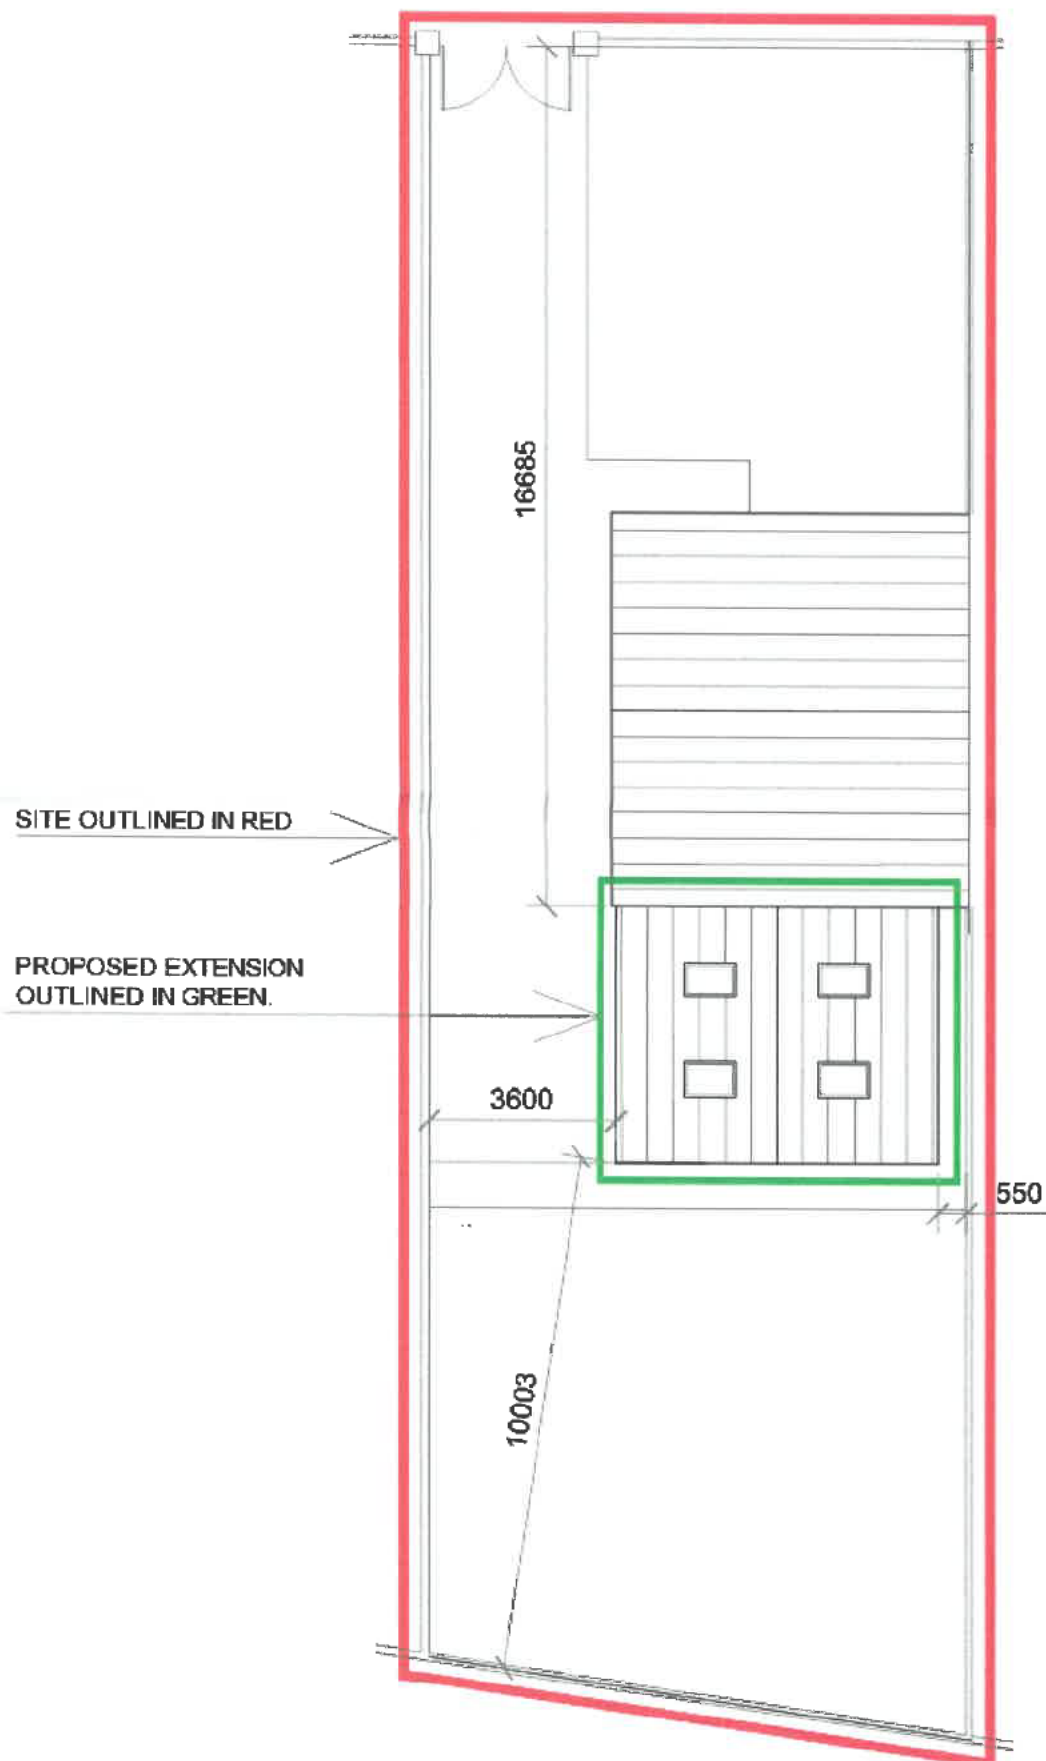 16685
SITE OUTLINED IN RED
PROPOSED EXTENSION
OUTLINED IN GREEN.
3600
550
10003